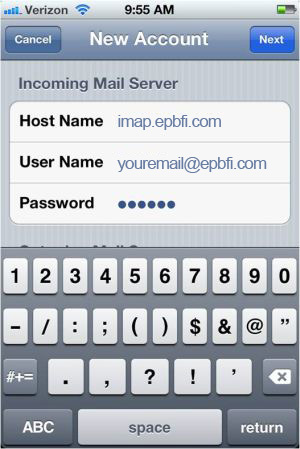 Verizon 9:55 AM
Cancel New Account Next
Incoming Mail Server
Host Name imap.epbfi.com
User Name youremail@epbfi.com
Password ●●●●●●
1 2 3 4 5 6 7 8 9 0
- / : ; ( ) $ & @ ”
#+= . , ? ! ’
ABC space return